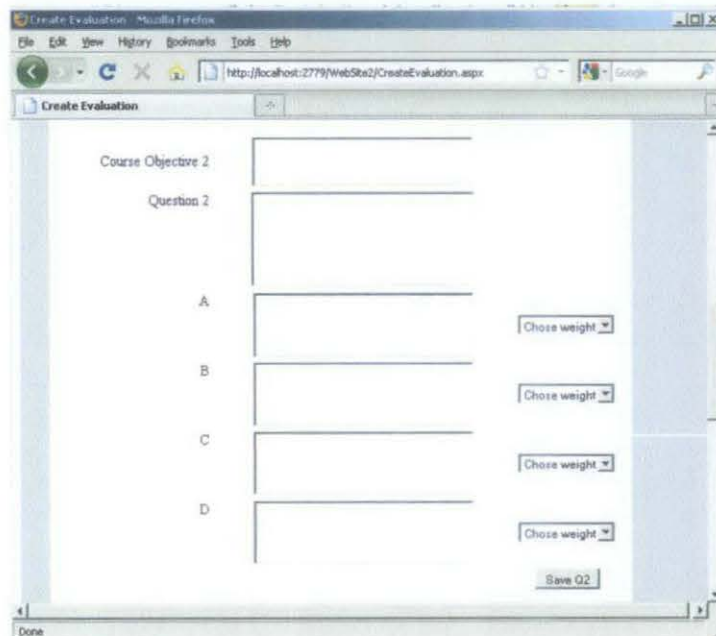 Create Evaluation - Mozilla Firefox
File Edit View History Bookmarks Tools Help
http://localhost:2779/WebSite2/CreateEvaluation.aspx
Google
Create Evaluation
Course Objective 2
Question 2
A
Chose weight
B
Chose weight
C
Chose weight
D
Chose weight
Save Q2
Done